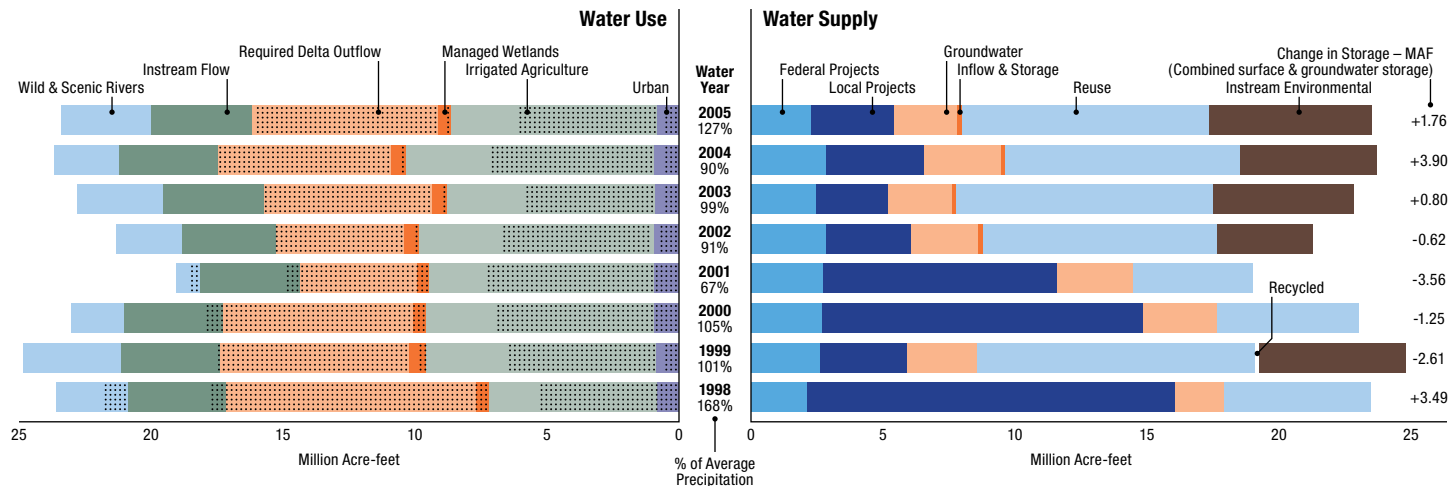 Water Use
Water Supply
Wild & Scenic Rivers
Instream Flow
Required Delta Outflow
Managed Wetlands
Irrigated Agriculture
Urban
Water
Year
Federal Projects
Local Projects
Groundwater
Inflow & Storage
Reuse
Change in Storage – MAF
(Combined surface & groundwater storage)
Instream Environmental
2005
127%
+1.76
2004
90%
+3.90
2003
99%
+0.80
2002
91%
-0.62
2001
67%
-3.56
Recycled
2000
105%
-1.25
1999
101%
-2.61
1998
168%
+3.49
25 20 15 10 5 0
0 5 10 15 20 25
Million Acre-feet
% of Average
Precipitation
Million Acre-feet